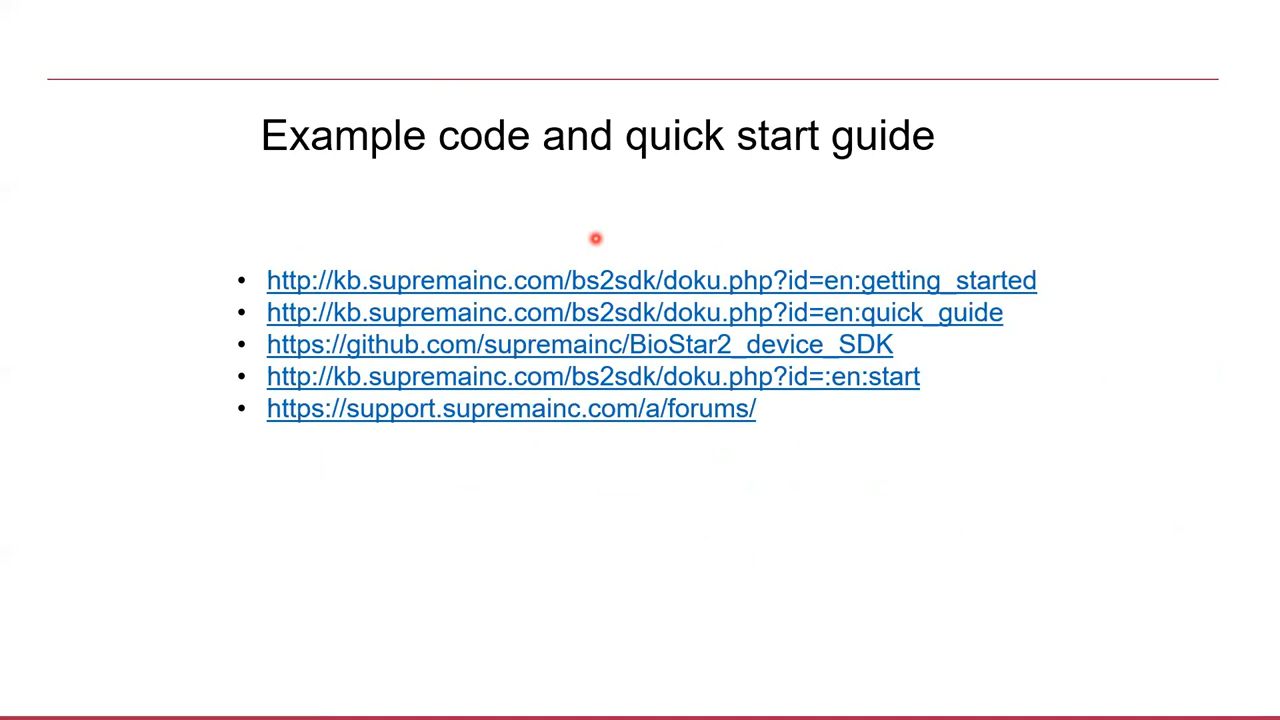 Example code and quick start guide
• http://kb.supremainc.com/bs2sdk/doku.php?id=en:getting_started
• http://kb.supremainc.com/bs2sdk/doku.php?id=en:quick_guide
• https://github.com/supremainc/BioStar2_device_SDK
• http://kb.supremainc.com/bs2sdk/doku.php?id=:en:start
• https://support.supremainc.com/a/forums/